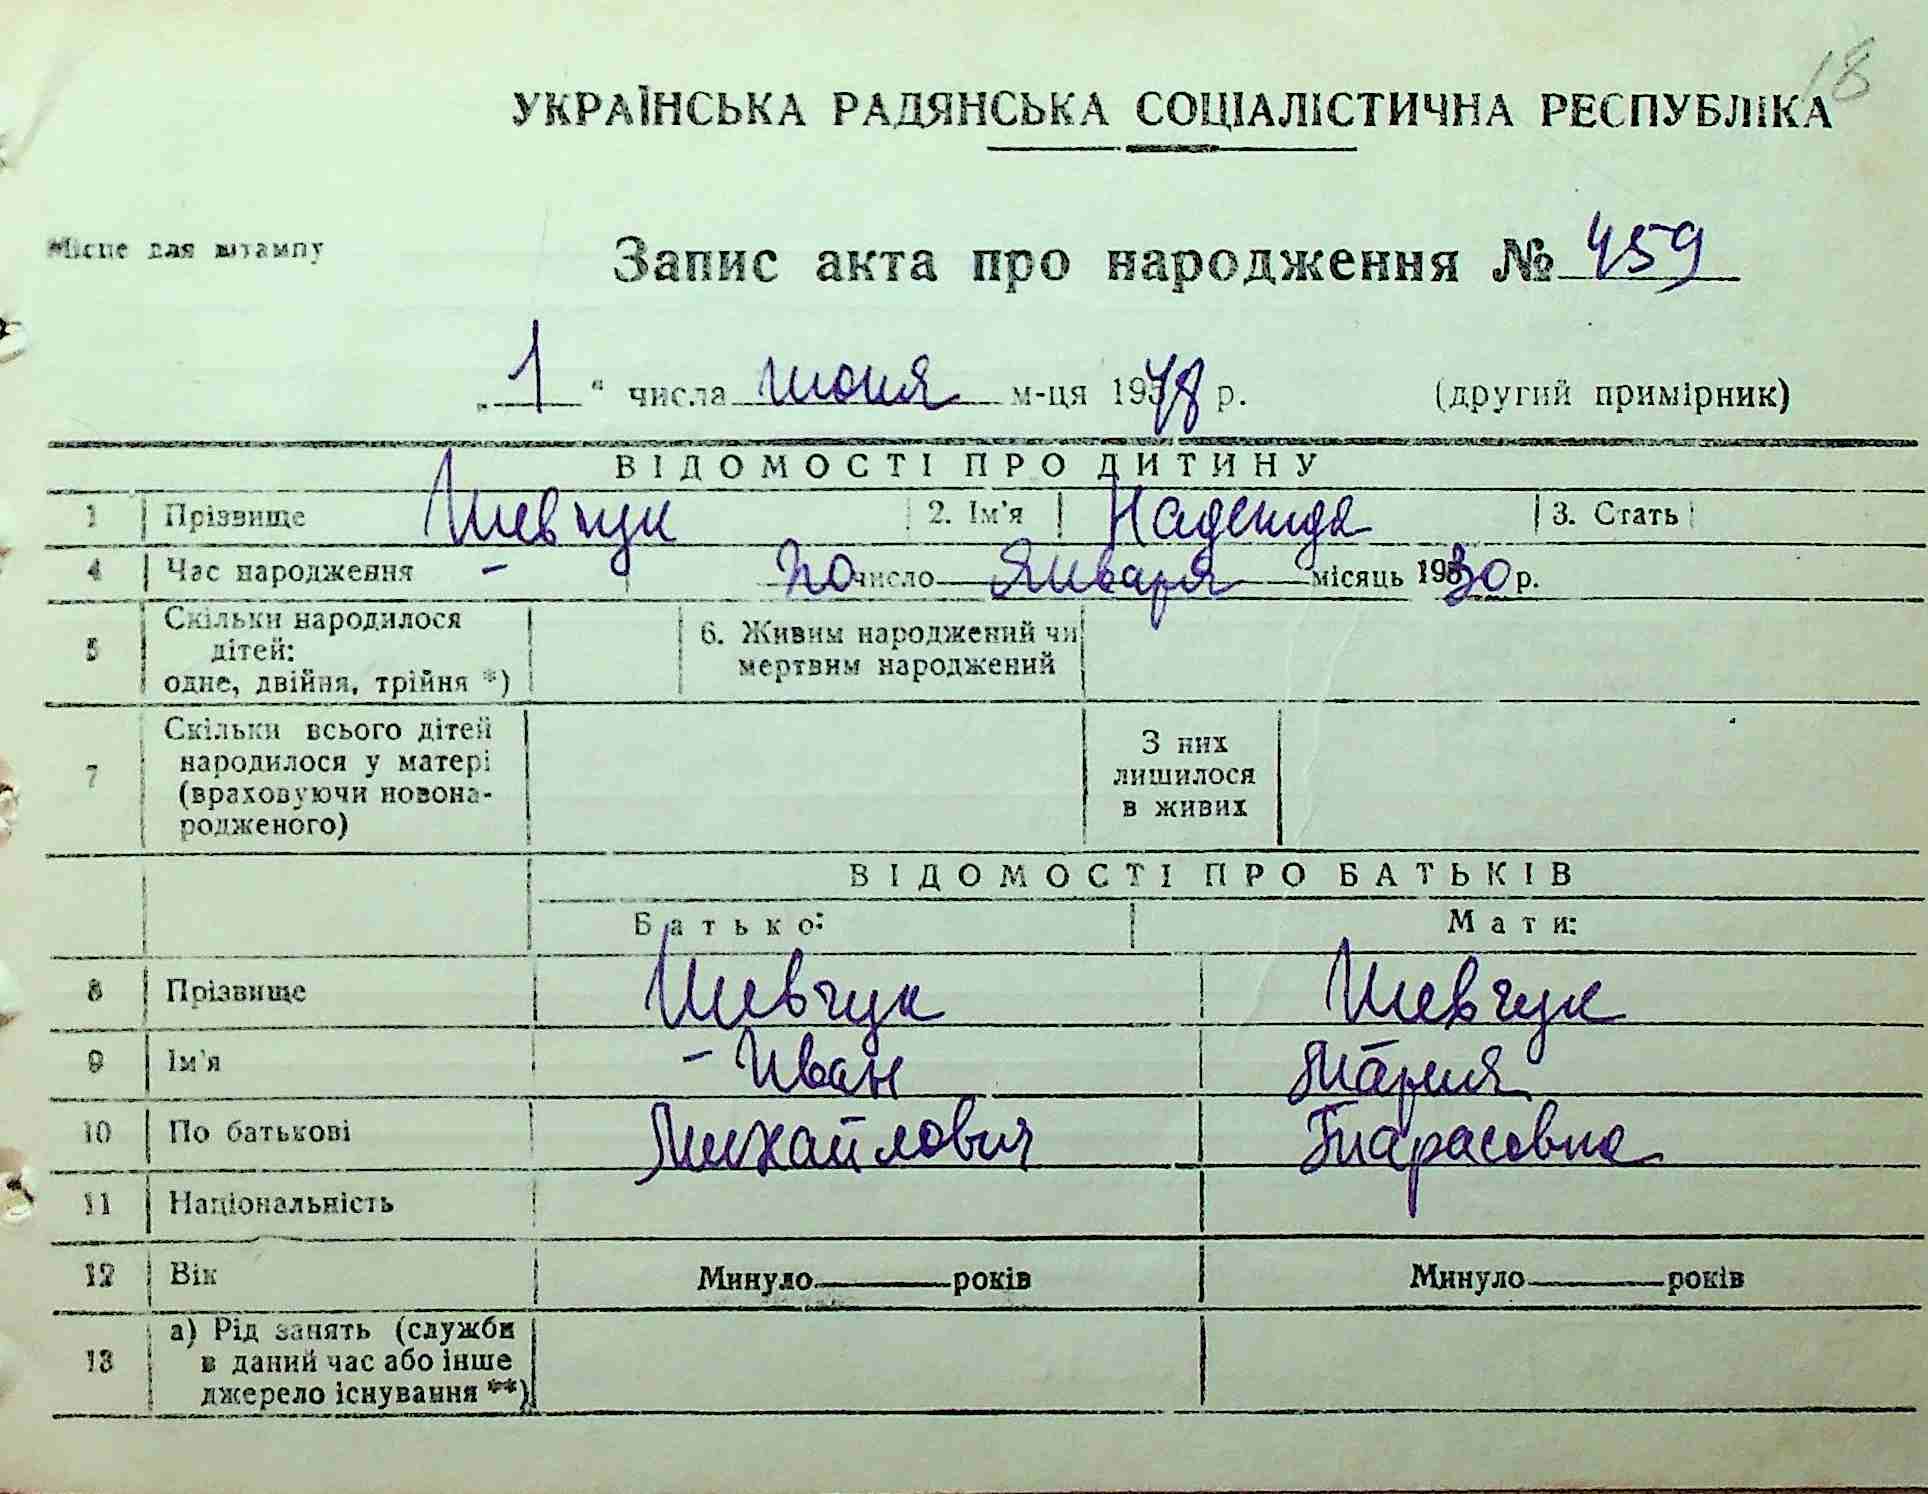 18
УКРАЇНСЬКА РАДЯНСЬКА СОЦІАЛІСТИЧНА РЕСПУБЛІКА
Місце для штампу
Запис акта про народження № 459
„1“ числа июня м-ця 1948 р. (другий примірник)
ВІДОМОСТІ ПРО ДИТИНУ
1 Прізвище Шевчук 2. Ім'я Надежда 3. Стать
4 Час народження - 20 число Января місяць 1930 р.
5 Скільки народилося дітей: одне, двійня, трійня *) 6. Живим народжений чи мертвим народжений
7 Скільки всього дітей народилося у матері (враховуючи новона-родженого) З них лишилося в живих
ВІДОМОСТІ ПРО БАТЬКІВ
Батько: Мати:
8 Прізвище Шевчук Шевчук
9 Ім'я - Иван Мария
10 По батькові Михайлович Тарасовна
11 Національність
12 Вік Минуло років Минуло років
13 а) Рід занять (служби в даний час або інше джерело існування **)